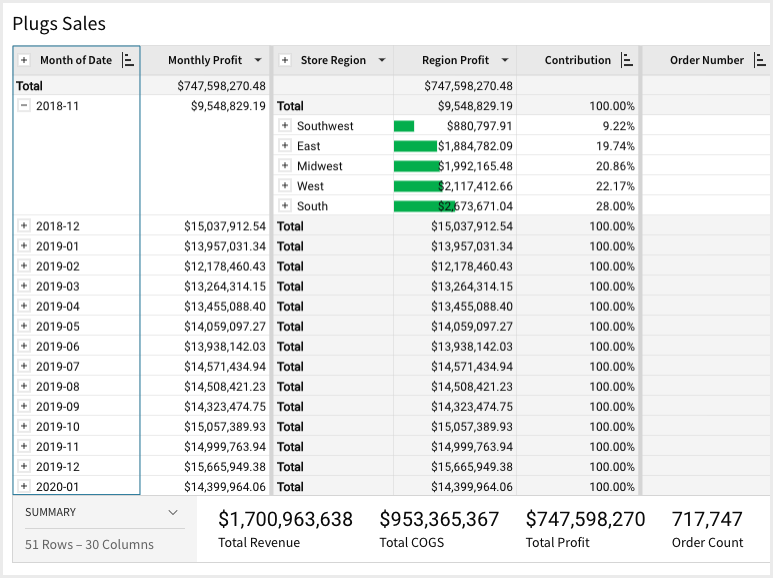 Plugs Sales
Month of Date Monthly Profit Store Region Region Profit Contribution Order Number
Total $747,598,270.48 $747,598,270.48
2018-11 $9,548,829.19 Total $9,548,829.19 100.00%
Southwest $880,797.91 9.22%
East $1,884,782.09 19.74%
Midwest $1,992,165.48 20.86%
West $2,117,412.66 22.17%
South $2,673,671.04 28.00%
2018-12 $15,037,912.54 Total $15,037,912.54 100.00%
2019-01 $13,957,031.34 Total $13,957,031.34 100.00%
2019-02 $12,178,460.43 Total $12,178,460.43 100.00%
2019-03 $13,264,314.15 Total $13,264,314.15 100.00%
2019-04 $13,455,088.40 Total $13,455,088.40 100.00%
2019-05 $14,059,097.27 Total $14,059,097.27 100.00%
2019-06 $13,938,142.03 Total $13,938,142.03 100.00%
2019-07 $14,571,434.94 Total $14,571,434.94 100.00%
2019-08 $14,508,421.23 Total $14,508,421.23 100.00%
2019-09 $14,323,474.75 Total $14,323,474.75 100.00%
2019-10 $15,057,389.93 Total $15,057,389.93 100.00%
2019-11 $14,999,763.94 Total $14,999,763.94 100.00%
2019-12 $15,665,949.38 Total $15,665,949.38 100.00%
2020-01 $14,399,964.06 Total $14,399,964.06 100.00%
SUMMARY
51 Rows – 30 Columns
$1,700,963,638 $953,365,367 $747,598,270 717,747
Total Revenue Total COGS Total Profit Order Count